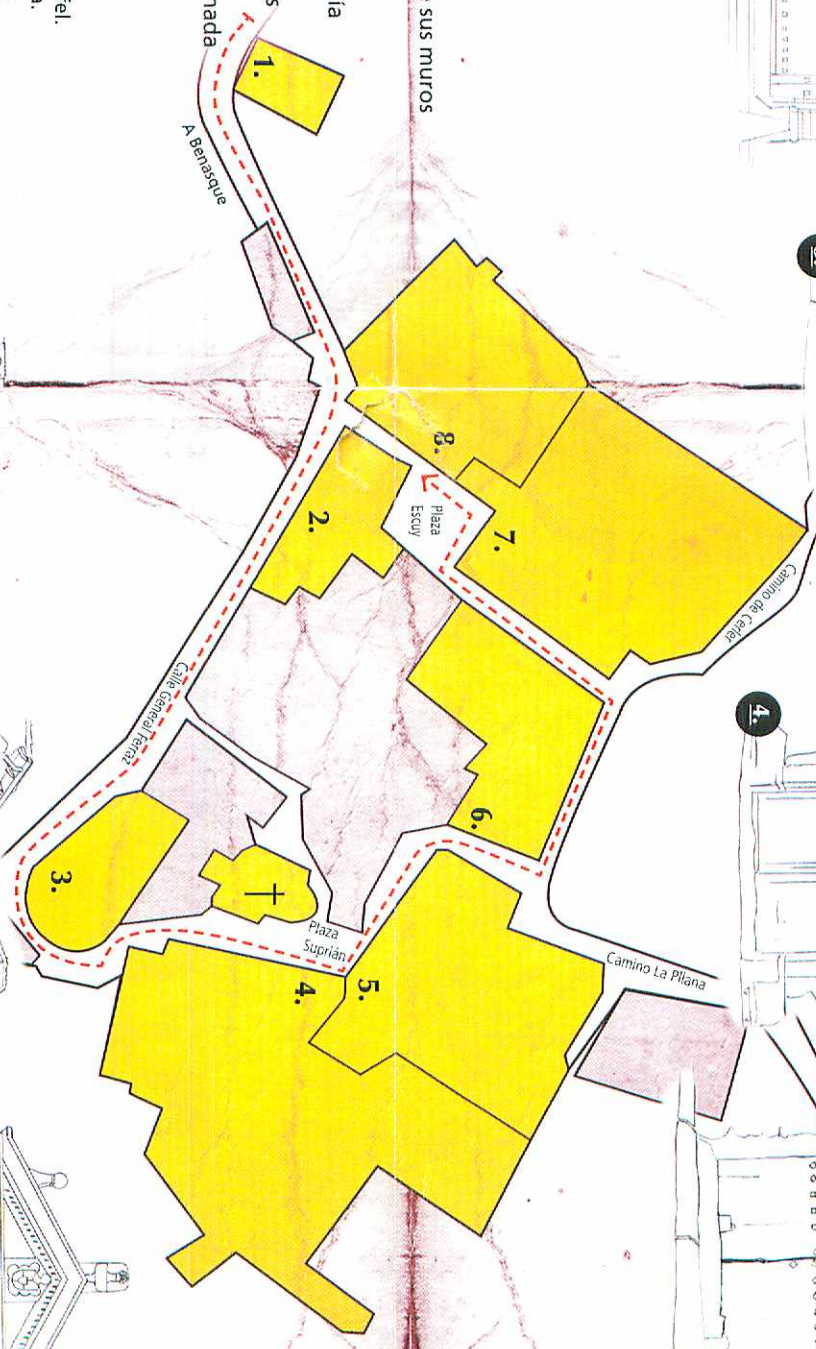 3.
4.
Camino de Cerler
Camino La Pllana
7.
6.
8.
sus muros
Plaza
Escuy
5.
ía
Plaza
Suprián
2.
4.
s
1.
A Benasque
nada
Calle General Ferraz
3.
fel.
a.